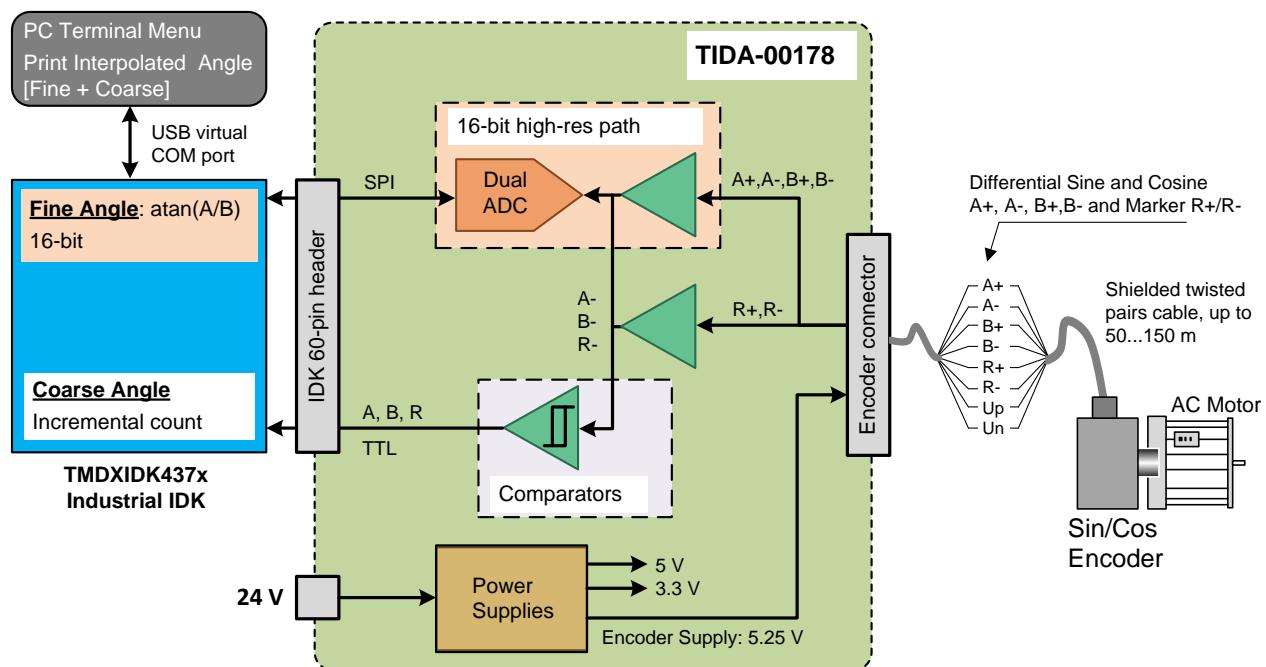 PC Terminal Menu
Print Interpolated Angle
[Fine + Coarse]
USB virtual
COM port
Fine Angle: atan(A/B)
16-bit
Coarse Angle
Incremental count
TMDXIDK437x
Industrial IDK
IDK 60-pin header
SPI
A, B, R
TTL
TIDA-00178
16-bit high-res path
Dual
ADC
A+,A-,B+,B-
A-
B-
R-
R+,R-
Comparators
24 V
Power
Supplies
5 V
3.3 V
Encoder Supply: 5.25 V
Encoder connector
Differential Sine and Cosine
A+, A-, B+,B- and Marker R+/R-
A+
A-
B+
B-
R+
R-
Up
Un
Shielded twisted
pairs cable, up to
50...150 m
AC Motor
Sin/Cos
Encoder